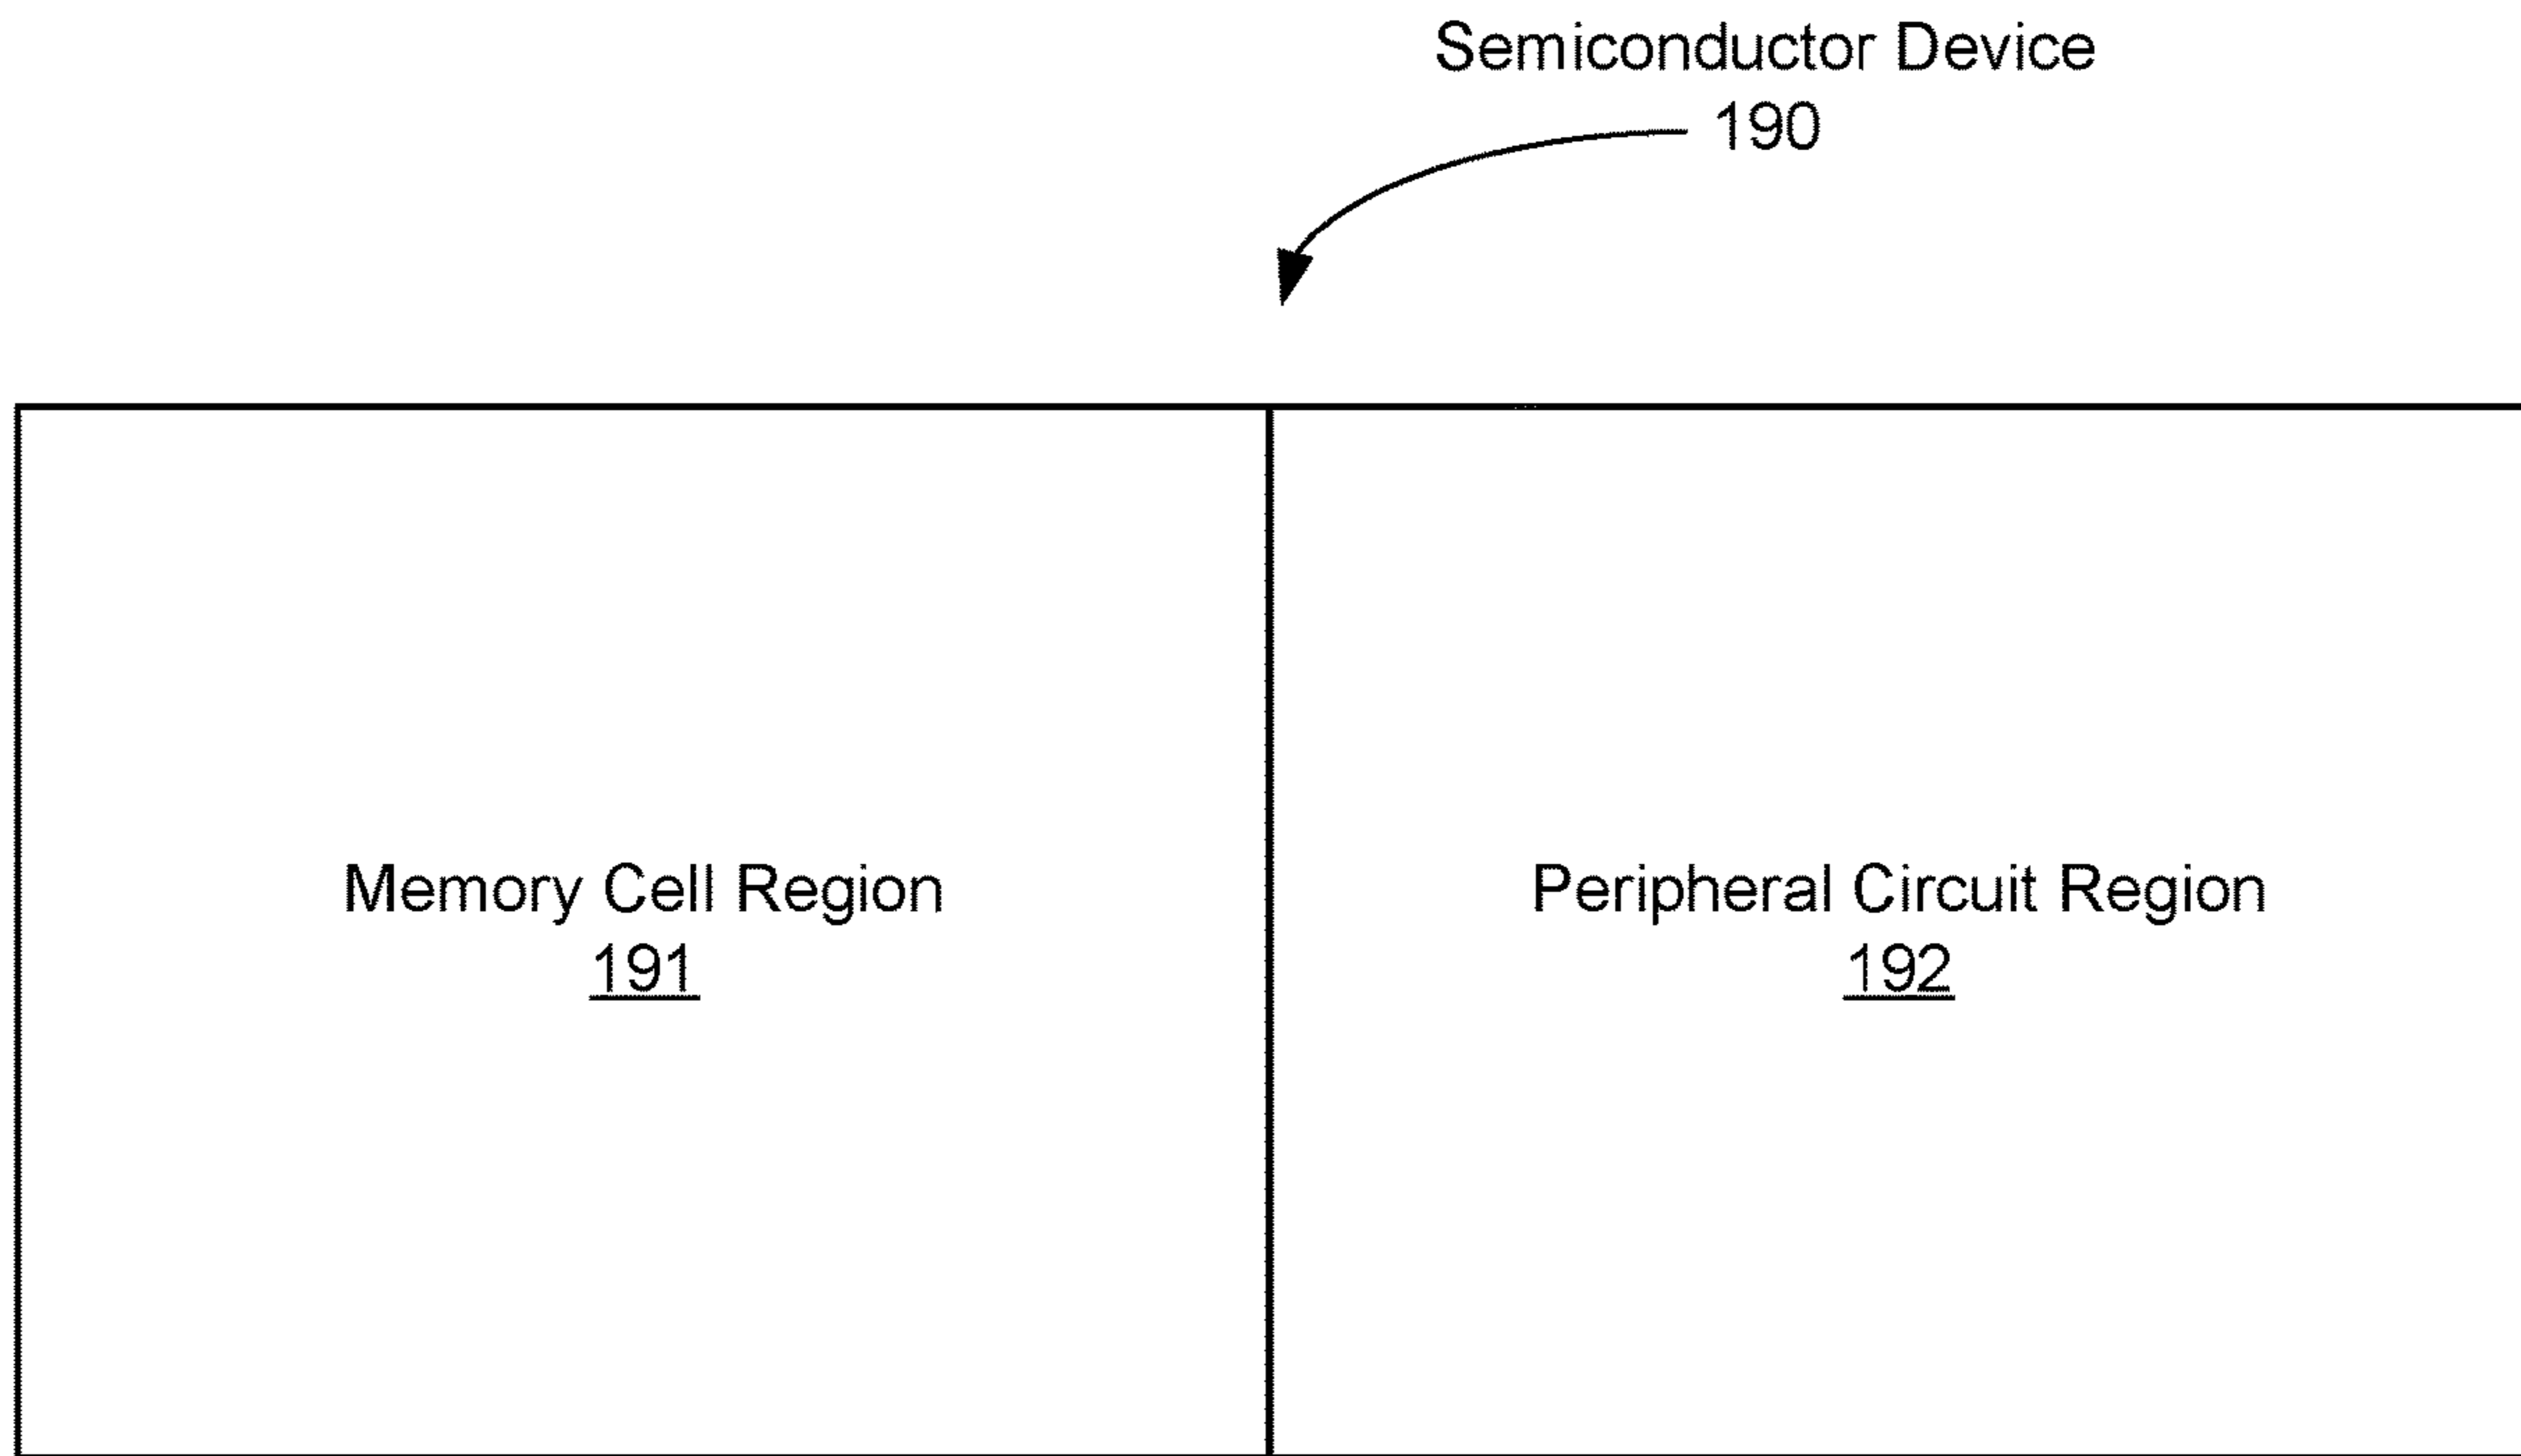 Semiconductor Device
190
Memory Cell Region
191
Peripheral Circuit Region
192